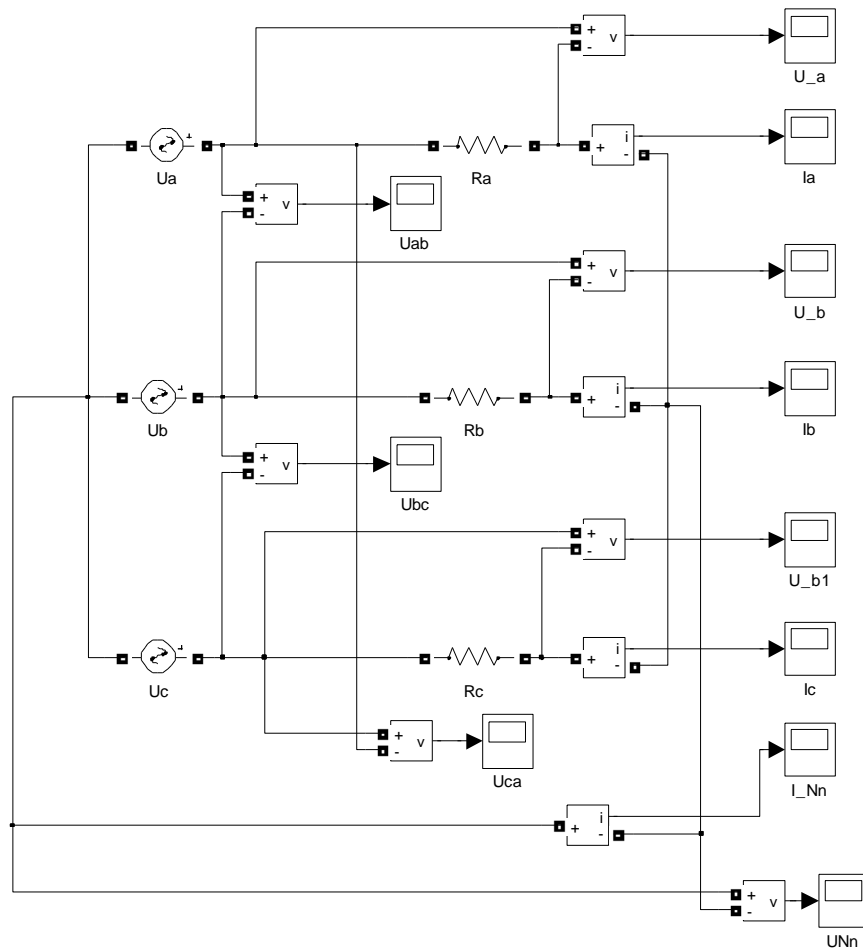 +
-
v
U_a
+
i
-
Ia
Ua
Ra
+
-
v
Uab
+
-
v
U_b
+
i
-
Ib
Ub
Rb
+
-
v
Ubc
+
-
v
U_b1
+
i
-
Ic
Uc
Rc
+
-
v
Uca
+
i
-
I_Nn
+
-
v
UNn